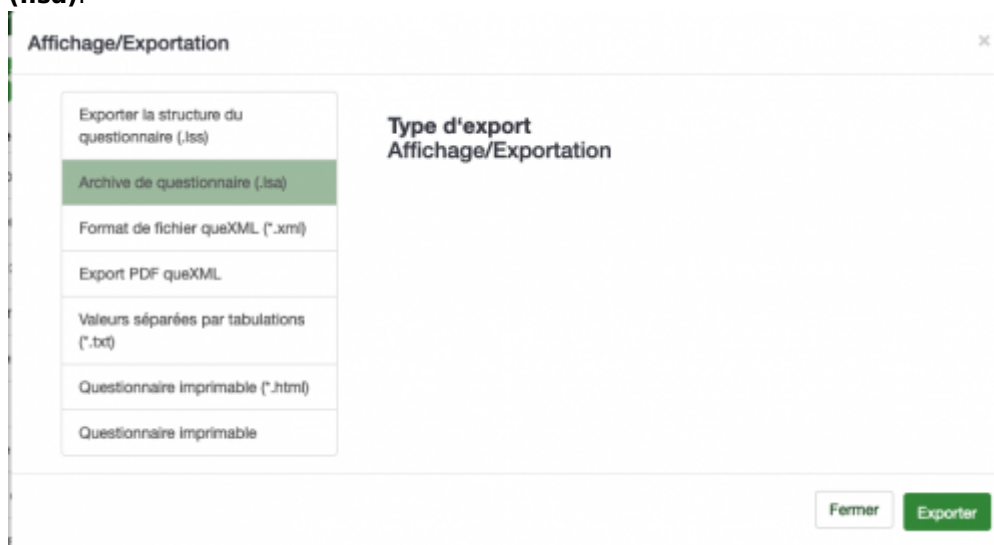 (.lsa).
Affichage/Exportation
×
Exporter la structure du
questionnaire (.lss)
Archive de questionnaire (.lsa)
Format de fichier queXML (*.xml)
Export PDF queXML
Valeurs séparées par tabulations
(*.txt)
Questionnaire imprimable (*.html)
Questionnaire imprimable
Type d'export
Affichage/Exportation
Fermer
Exporter